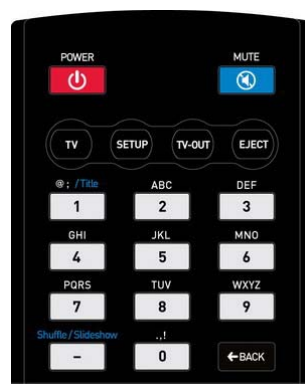 POWER MUTE
TV SETUP TV-OUT EJECT
@; /Title ABC DEF
1 2 3
GHI JKL MNO
4 5 6
PQRS TUV WXYZ
7 8 9
Shuffle/Slideshow .,!
– 0 ←BACK